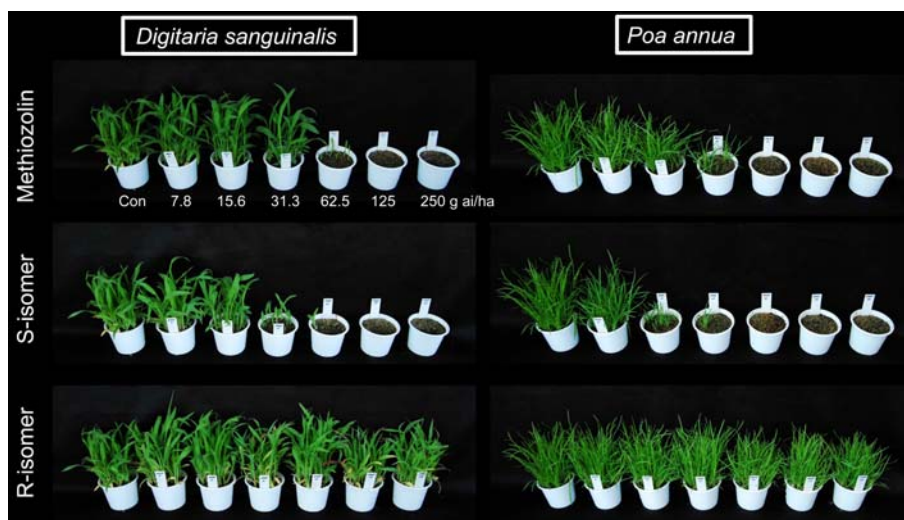 Digitaria sanguinalis
Poa annua
Methiozolin
Con 7.8 15.6 31.3 62.5 125 250 g ai/ha
S-isomer
R-isomer